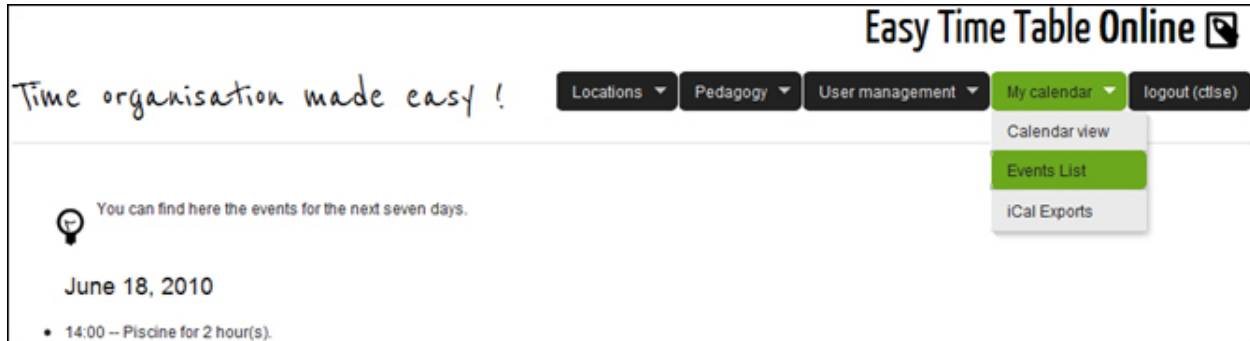 Easy Time Table Online
Time organisation made easy !
Locations Pedagogy User management My calendar logout (ctlse)
Calendar view
Events List
iCal Exports
You can find here the events for the next seven days.
June 18, 2010
• 14:00 -- Piscine for 2 hour(s).